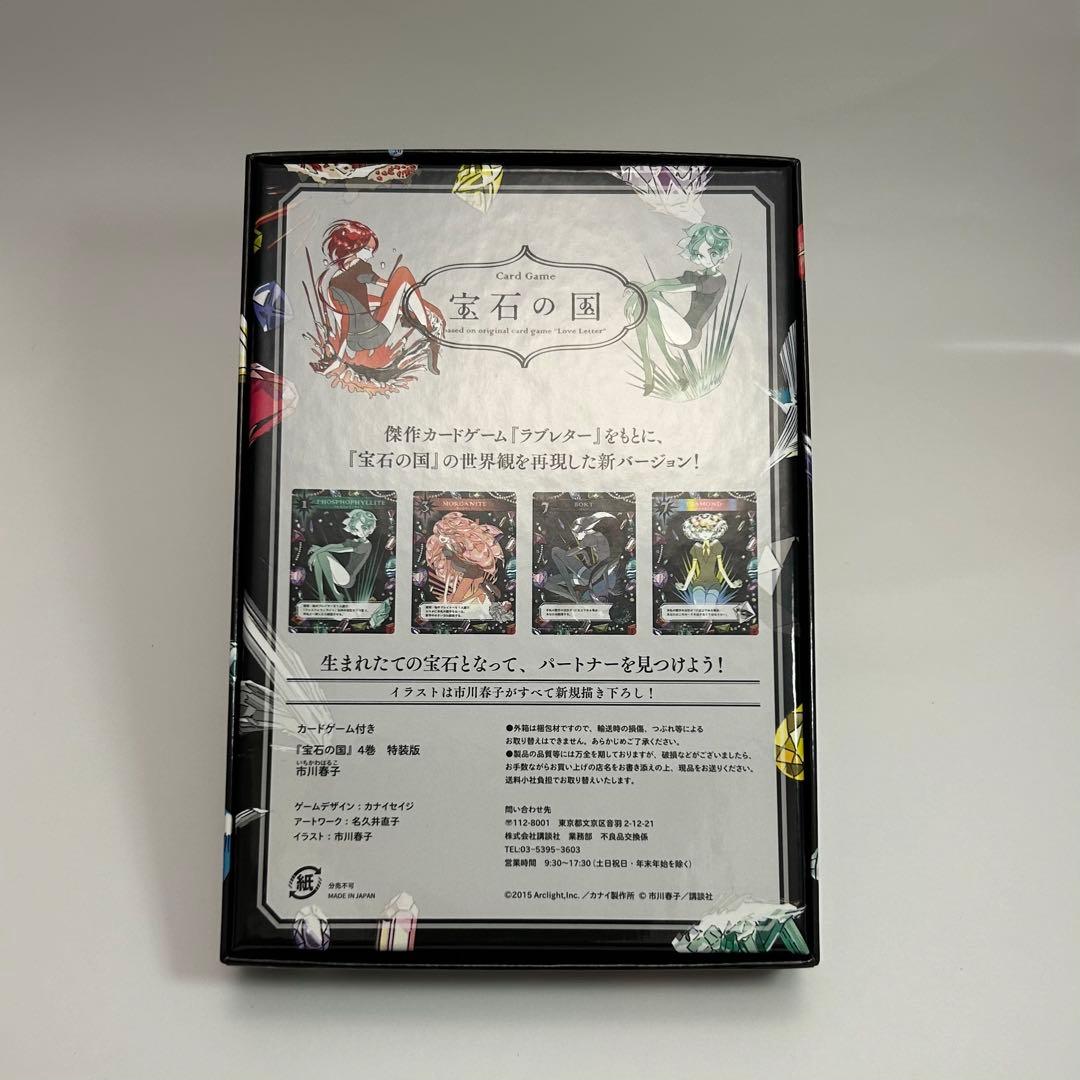 Card Game
宝石の国
based on original card game "Love Letter"
傑作カードゲーム『ラブレター』をもとに、
『宝石の国』の世界観を再現した新バージョン!
1 PHOSPHOPHYLLITE
3 MORGANITE
7 BORT
7 DIAMOND
生まれたての宝石となって、パートナーを見つけよう!
イラストは市川春子がすべて新規描き下ろし!
カードゲーム付き
『宝石の国』4巻 特装版
いちかわはるこ
市川春子
ゲームデザイン:カナイセイジ
アートワーク:名久井直子
イラスト:市川春子
紙
分売不可
MADE IN JAPAN
●外箱は梱包材ですので、輸送時の損傷、つぶれ等による
お取り替えはできません。あらかじめご了承ください。
●製品の品質等には万全を期しておりますが、破損などがございましたら、
お手数ながらお買い上げの店名をお書き添えの上、現品をお送りください。
送料小社負担でお取り替えいたします。
問い合わせ先
〠112-8001 東京都文京区音羽 2-12-21
株式会社講談社 業務部 不良品交換係
TEL:03-5395-3603
営業時間 9:30〜17:30(土日祝日・年末年始を除く)
©2015 Arclight,Inc.／カナイ製作所 © 市川春子／講談社